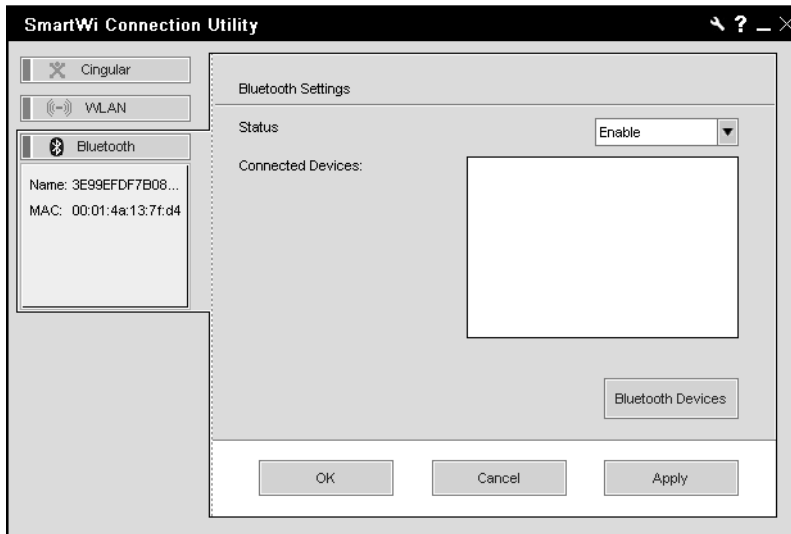 SmartWi Connection Utility
Cingular
WLAN
Bluetooth
Name: 3E99EFDF7B08...
MAC: 00:01:4a:13:7f:d4
Bluetooth Settings
Status
Enable
Connected Devices:
Bluetooth Devices
OK
Cancel
Apply